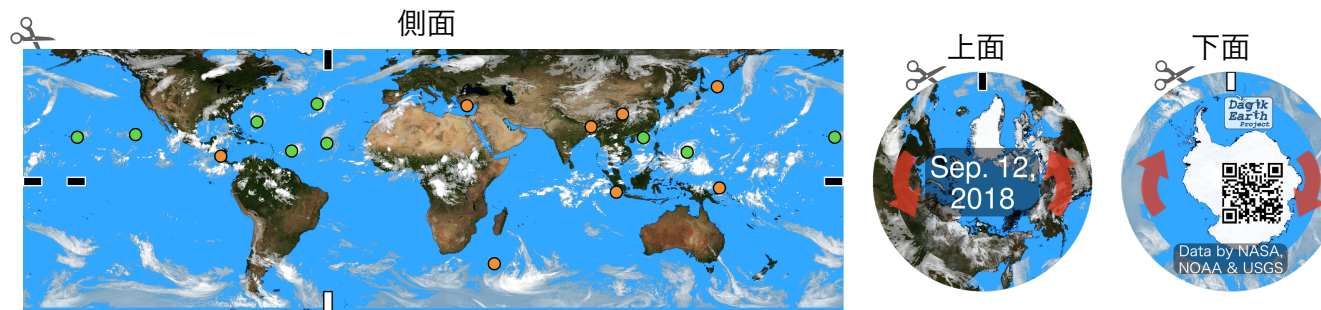 側面
上面
下面
Dagik
Earth
Project
Sep. 12,
2018
Data by NASA,
NOAA & USGS